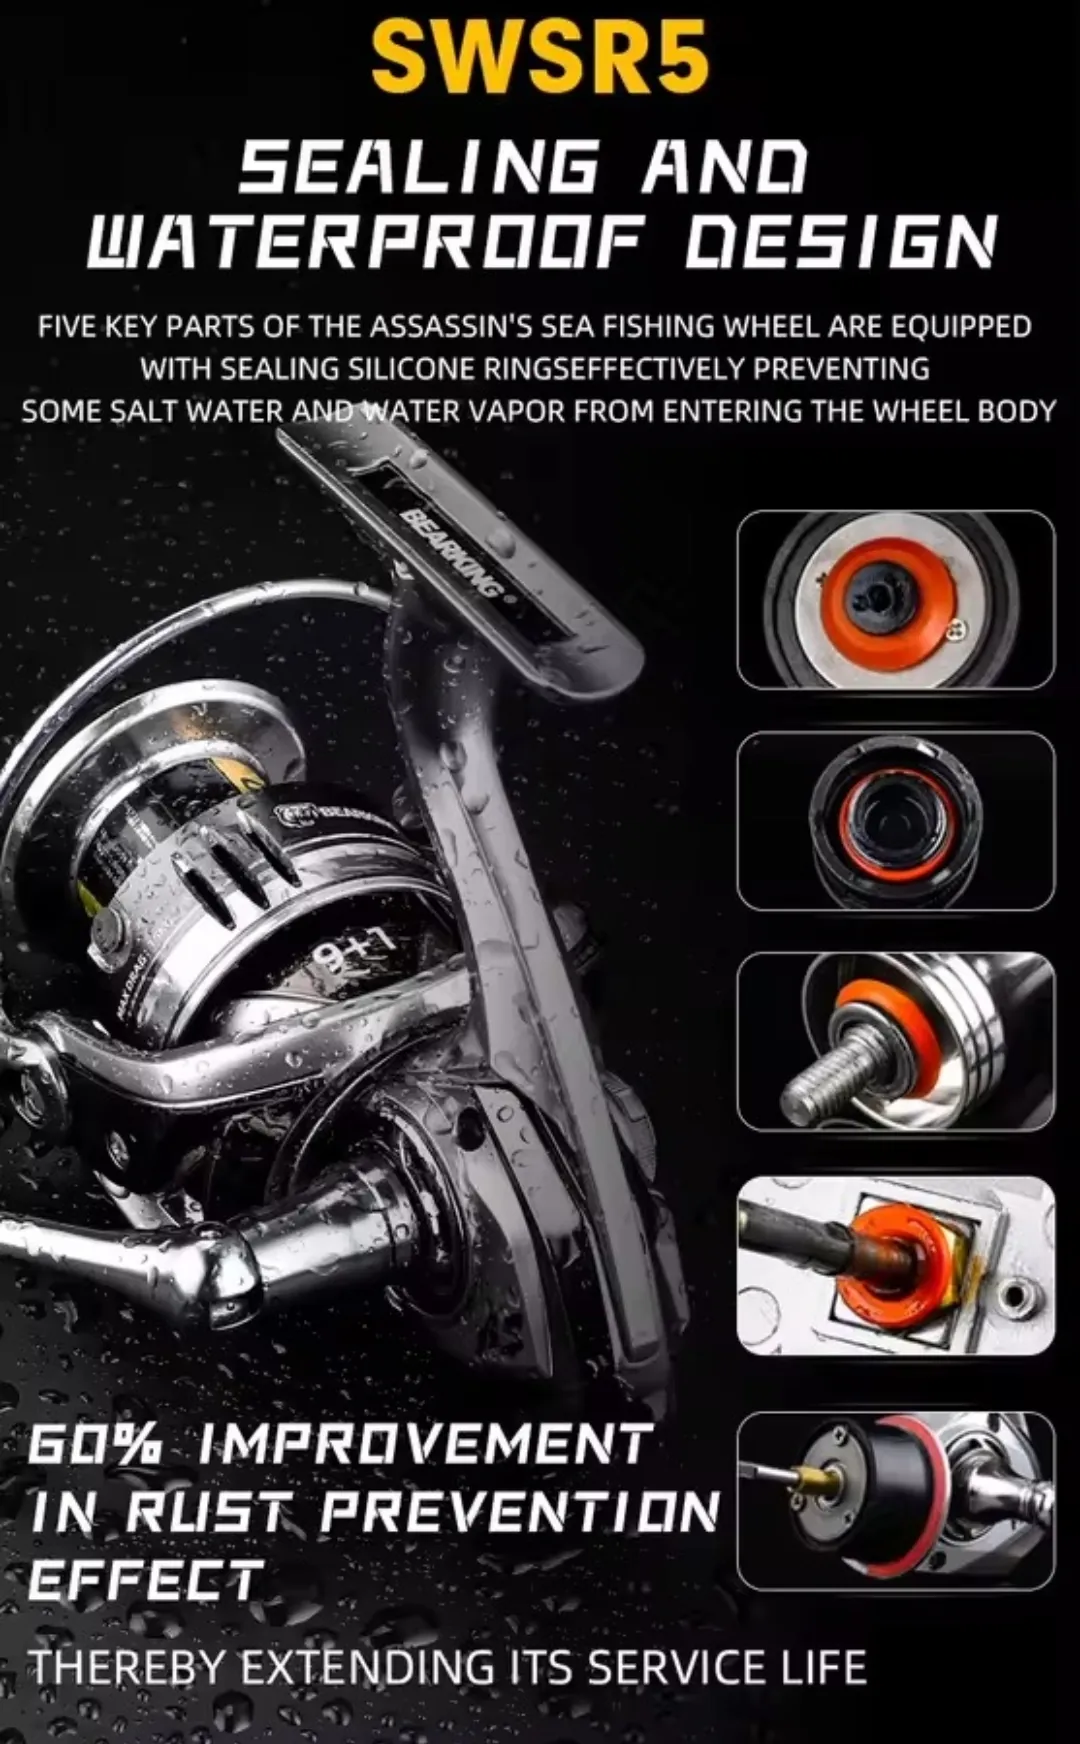 SWSR5
SEALING AND
WATERPROOF DESIGN
FIVE KEY PARTS OF THE ASSASSIN'S SEA FISHING WHEEL ARE EQUIPPED
WITH SEALING SILICONE RINGSEFFECTIVELY PREVENTING
SOME SALT WATER AND WATER VAPOR FROM ENTERING THE WHEEL BODY
BEARKING®
9+1
MAX DRAG:
60% IMPROVEMENT
IN RUST PREVENTION
EFFECT
THEREBY EXTENDING ITS SERVICE LIFE